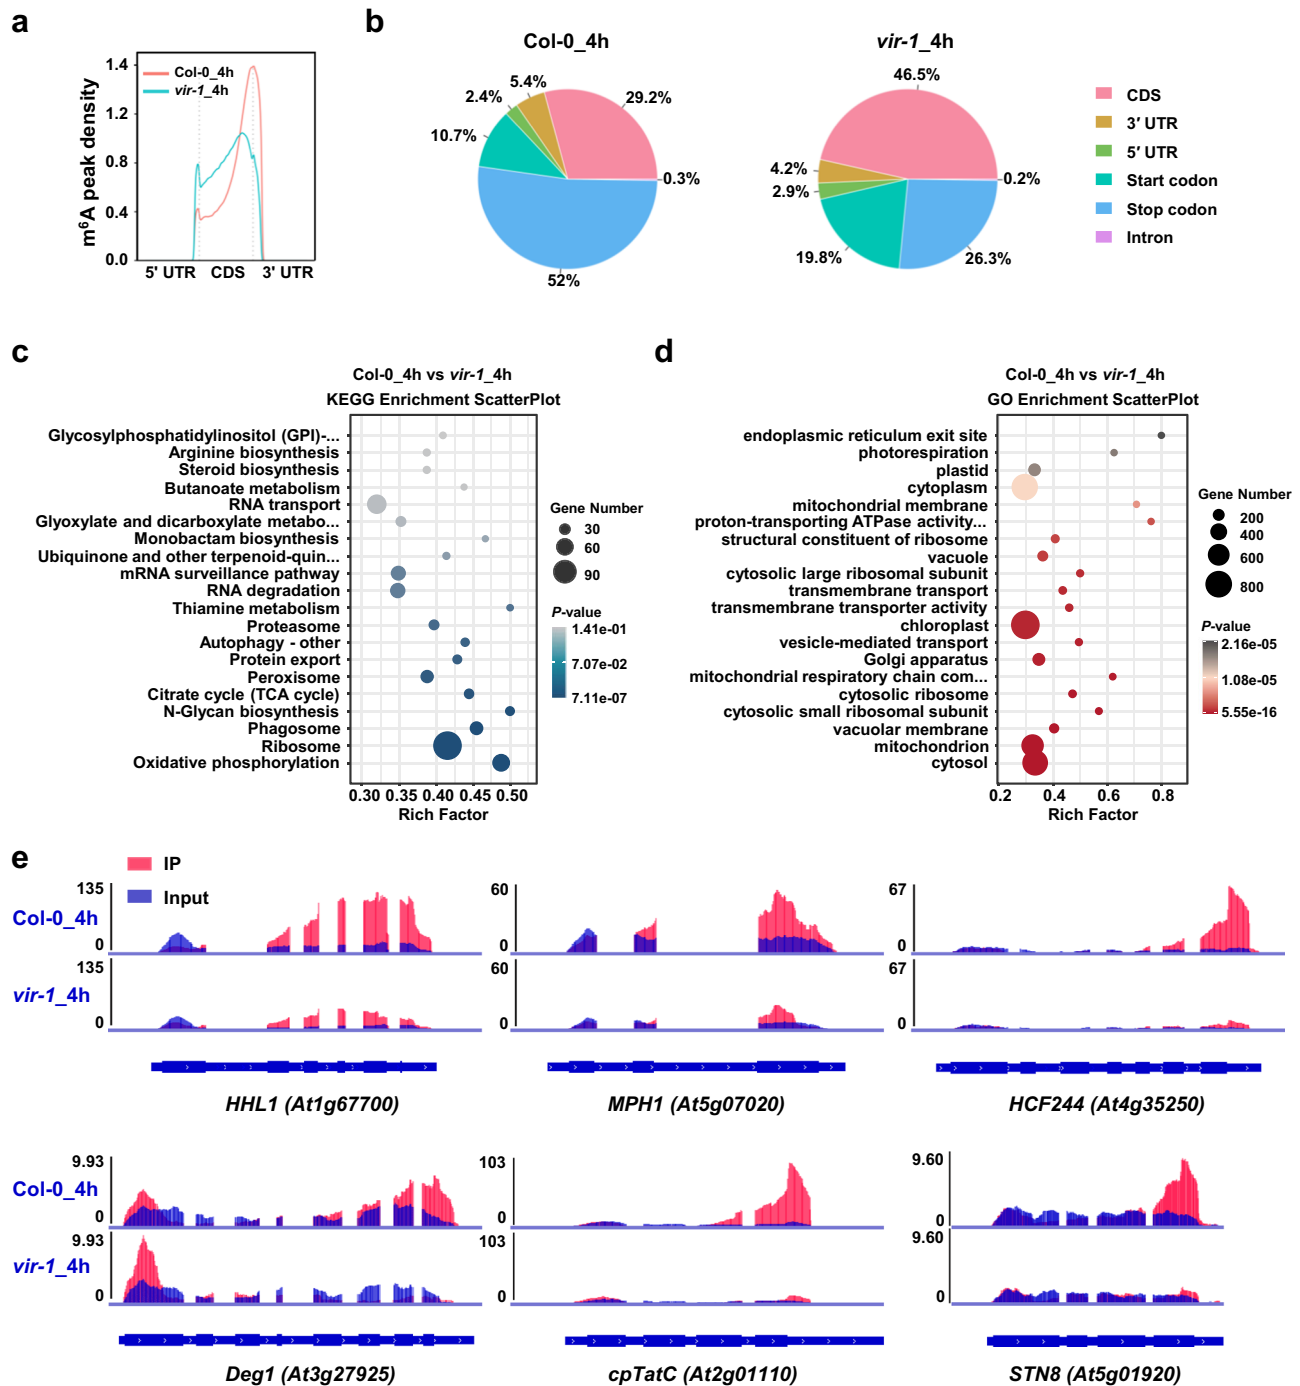 a
1.4
1.2
0.8
0.4
0.0
m⁶A peak density
Col-0_4h
vir-1_4h
5' UTR CDS 3' UTR
b
Col-0_4h
29.2%
5.4%
2.4%
10.7%
52%
0.3%
vir-1_4h
46.5%
4.2%
2.9%
19.8%
26.3%
0.2%
CDS
3′ UTR
5′ UTR
Start codon
Stop codon
Intron
c
Col-0_4h vs vir-1_4h
KEGG Enrichment ScatterPlot
Glycosylphosphatidylinositol (GPI)-...
Arginine biosynthesis
Steroid biosynthesis
Butanoate metabolism
RNA transport
Glyoxylate and dicarboxylate metabo...
Monobactam biosynthesis
Ubiquinone and other terpenoid-quin...
mRNA surveillance pathway
RNA degradation
Thiamine metabolism
Proteasome
Autophagy - other
Protein export
Peroxisome
Citrate cycle (TCA cycle)
N-Glycan biosynthesis
Phagosome
Ribosome
Oxidative phosphorylation
0.30 0.35 0.40 0.45 0.50
Rich Factor
Gene Number
30
60
90
P-value
1.41e-01
7.07e-02
7.11e-07
d
Col-0_4h vs vir-1_4h
GO Enrichment ScatterPlot
endoplasmic reticulum exit site
photorespiration
plastid
cytoplasm
mitochondrial membrane
proton-transporting ATPase activity...
structural constituent of ribosome
vacuole
cytosolic large ribosomal subunit
transmembrane transport
transmembrane transporter activity
chloroplast
vesicle-mediated transport
Golgi apparatus
mitochondrial respiratory chain com...
cytosolic ribosome
cytosolic small ribosomal subunit
vacuolar membrane
mitochondrion
cytosol
0.2 0.4 0.6 0.8
Rich Factor
Gene Number
200
400
600
800
P-value
2.16e-05
1.08e-05
5.55e-16
e
IP
Input
Col-0_4h
135
0
60
0
67
0
vir-1_4h
135
0
60
0
67
0
HHL1 (At1g67700)
MPH1 (At5g07020)
HCF244 (At4g35250)
Col-0_4h
9.93
0
103
0
9.60
0
vir-1_4h
9.93
0
103
0
9.60
0
Deg1 (At3g27925)
cpTatC (At2g01110)
STN8 (At5g01920)